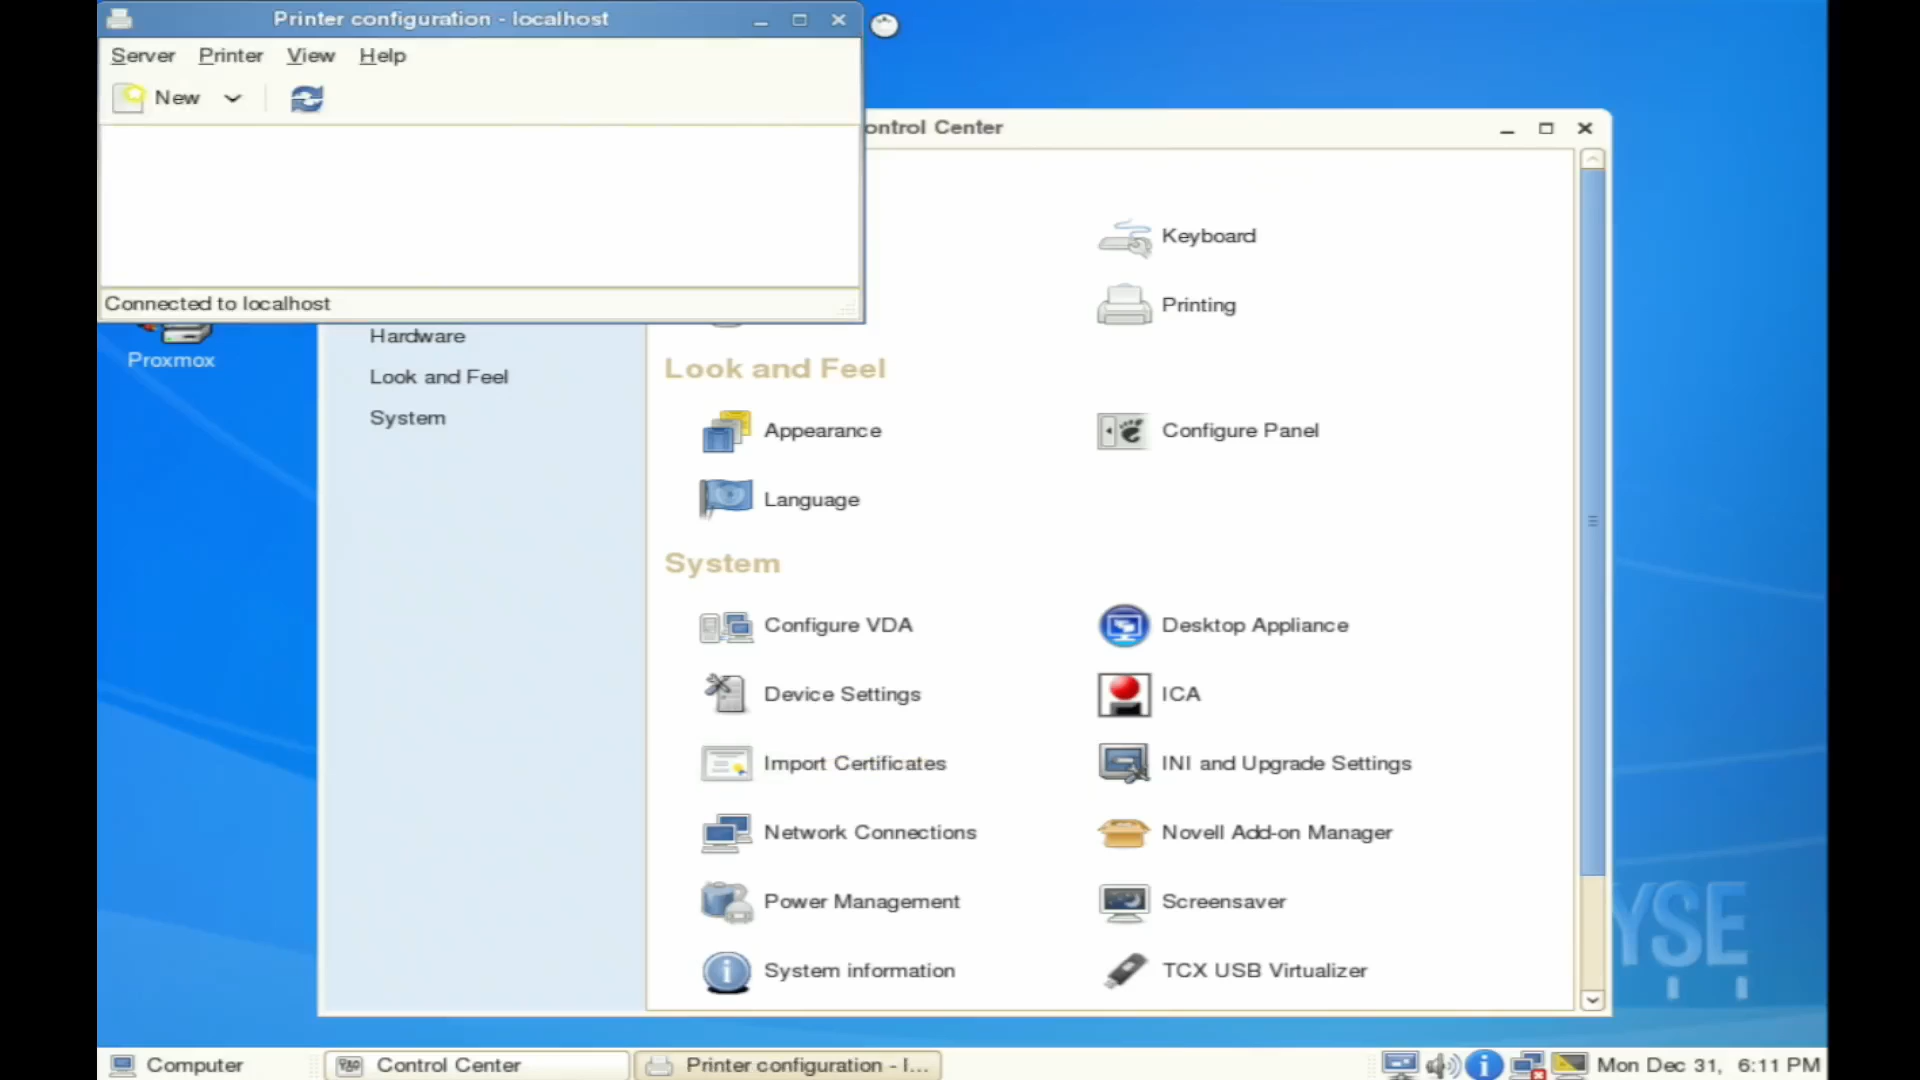 Printer configuration - localhost
Server Printer View Help
New
Connected to localhost
ontrol Center
Keyboard
Printing
Proxmox
Hardware
Look and Feel
System
Look and Feel
Appearance
Configure Panel
Language
System
Configure VDA
Desktop Appliance
Device Settings
ICA
Import Certificates
INI and Upgrade Settings
Network Connections
Novell Add-on Manager
Power Management
Screensaver
System information
TCX USB Virtualizer
YSE
Computer
Control Center
Printer configuration - l...
Mon Dec 31, 6:11 PM